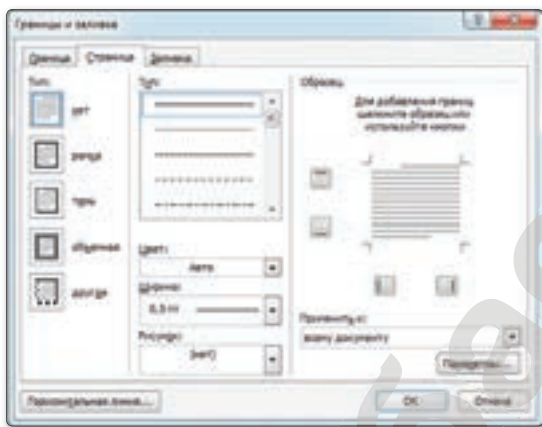 Границы и заливка
Граница Страница Заливка
Тип:
нет
рамка
тень
объемная
другая
Тип:
Цвет:
Авто
Ширина:
0,5 пт
Рисунок:
(нет)
Образец
Для добавления границ
щелкните образец или
используйте кнопки
Применить к:
всему документу
Параметры...
Горизонтальная линия...
ОК
Отмена